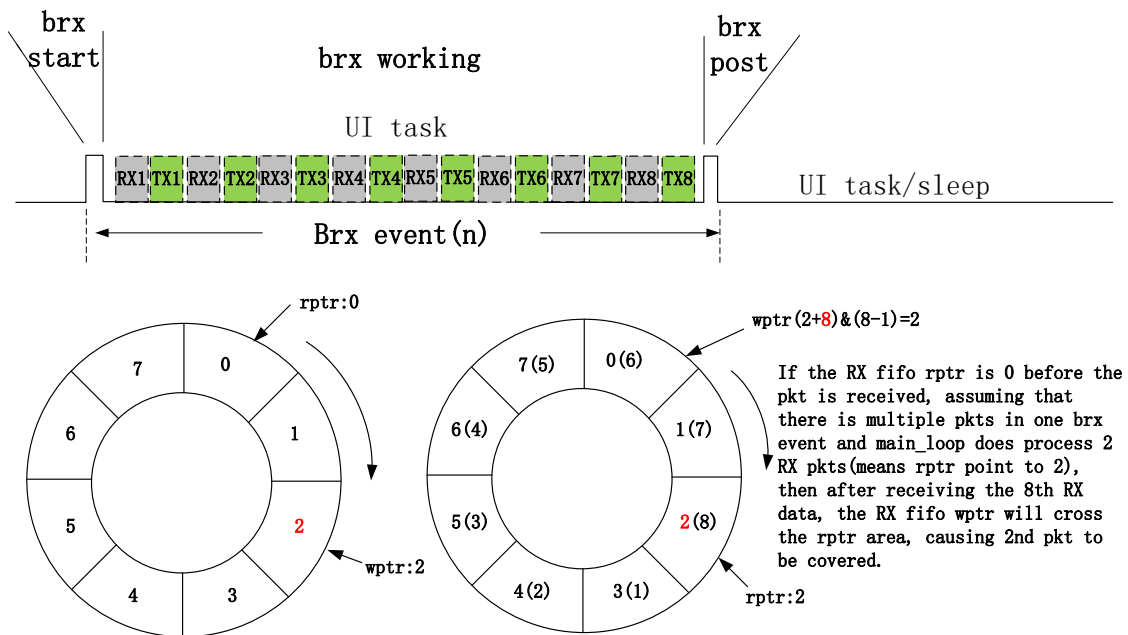 brx
start
brx working
brx
post
UI task
RX1 TX1 RX2 TX2 RX3 TX3 RX4 TX4 RX5 TX5 RX6 TX6 RX7 TX7 RX8 TX8
UI task/sleep
Brx event(n)
rptr:0
7 0
6 1
5 2
4 3
wptr:2
wptr(2+8)&(8-1)=2
7(5) 0(6)
6(4) 1(7)
5(3) 2(8)
4(2) 3(1)
rptr:2
If the RX fifo rptr is 0 before the
pkt is received, assuming that
there is multiple pkts in one brx
event and main_loop does process 2
RX pkts(means rptr point to 2),
then after receiving the 8th RX
data, the RX fifo wptr will cross
the rptr area, causing 2nd pkt to
be covered.